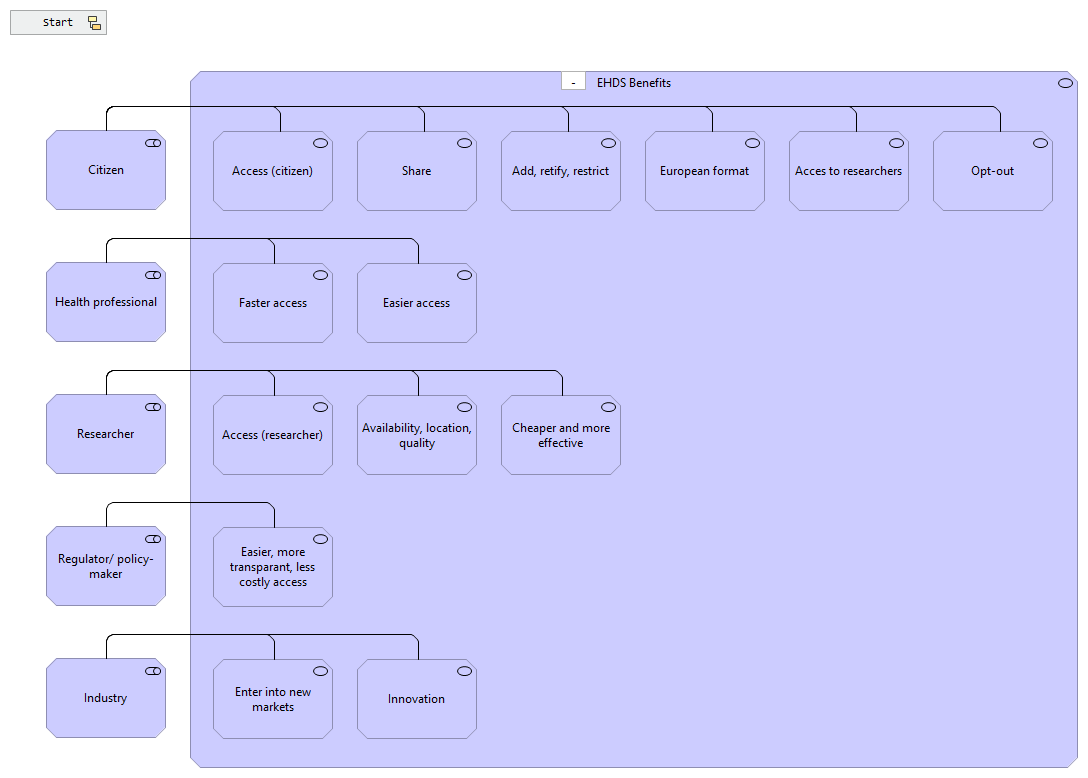 Start
- EHDS Benefits
Citizen
Access (citizen)
Share
Add, retify, restrict
European format
Acces to researchers
Opt-out
Health professional
Faster access
Easier access
Researcher
Access (researcher)
Availability, location,
quality
Cheaper and more
effective
Regulator/ policy-
maker
Easier, more
transparant, less
costly access
Industry
Enter into new
markets
Innovation